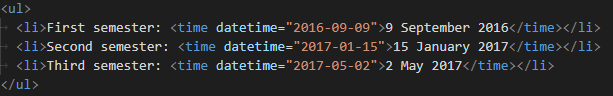 <ul>
<li>First semester: <time datetime="2016-09-09">9 September 2016</time></li>
<li>Second semester: <time datetime="2017-01-15">15 January 2017</time></li>
<li>Third semester: <time datetime="2017-05-02">2 May 2017</time></li>
</ul>